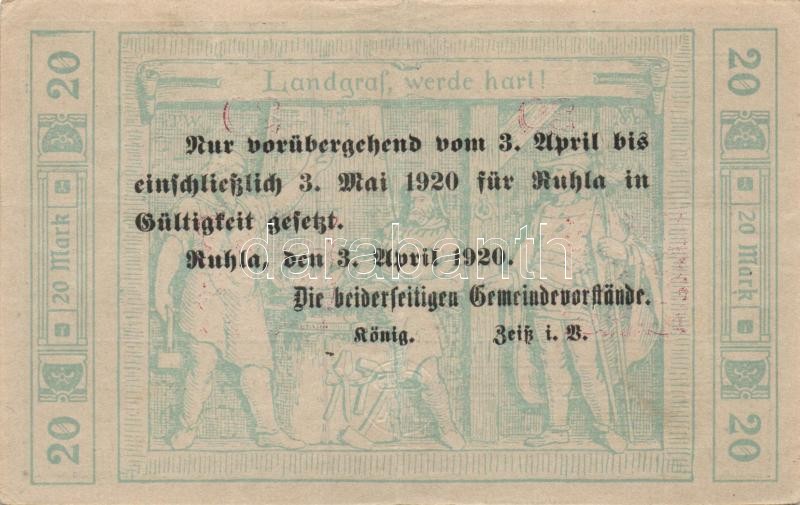 20
20
Landgraf, werde hart!
Nur vorübergehend vom 3. April bis
einschließlich 3. Mai 1920 für Ruhla in
Gültigkeit gesetzt.
Ruhla, den 3. April 1920.
Die beiderseitigen Gemeindevorstände.
König. Zeiß i. V.
20 Mark
20 Mark
20
20
darabanth